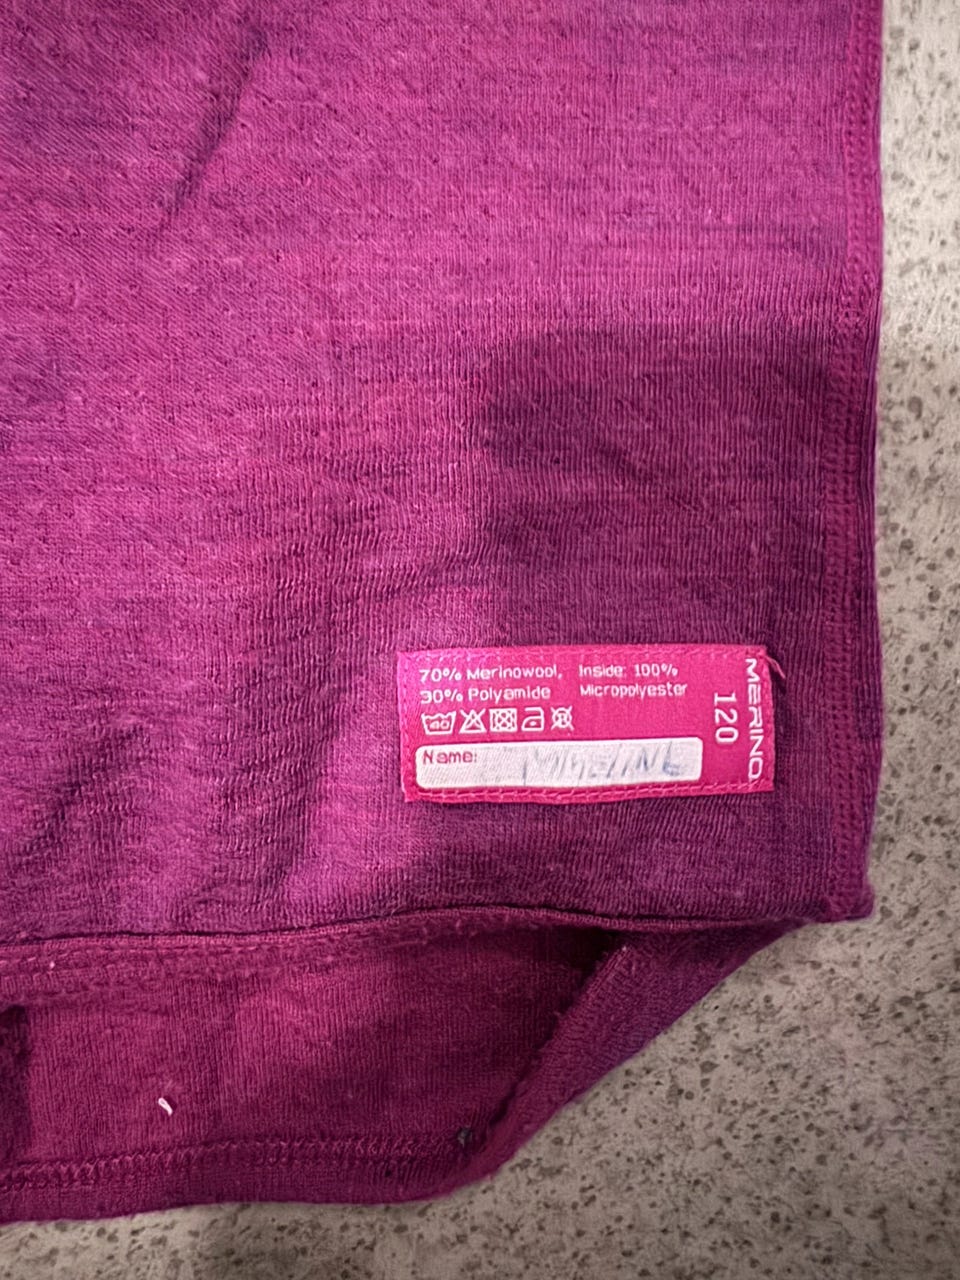 70% Merinowool,
30% Polyamide
Inside: 100%
Micropolyester
Name:
MERINO
120